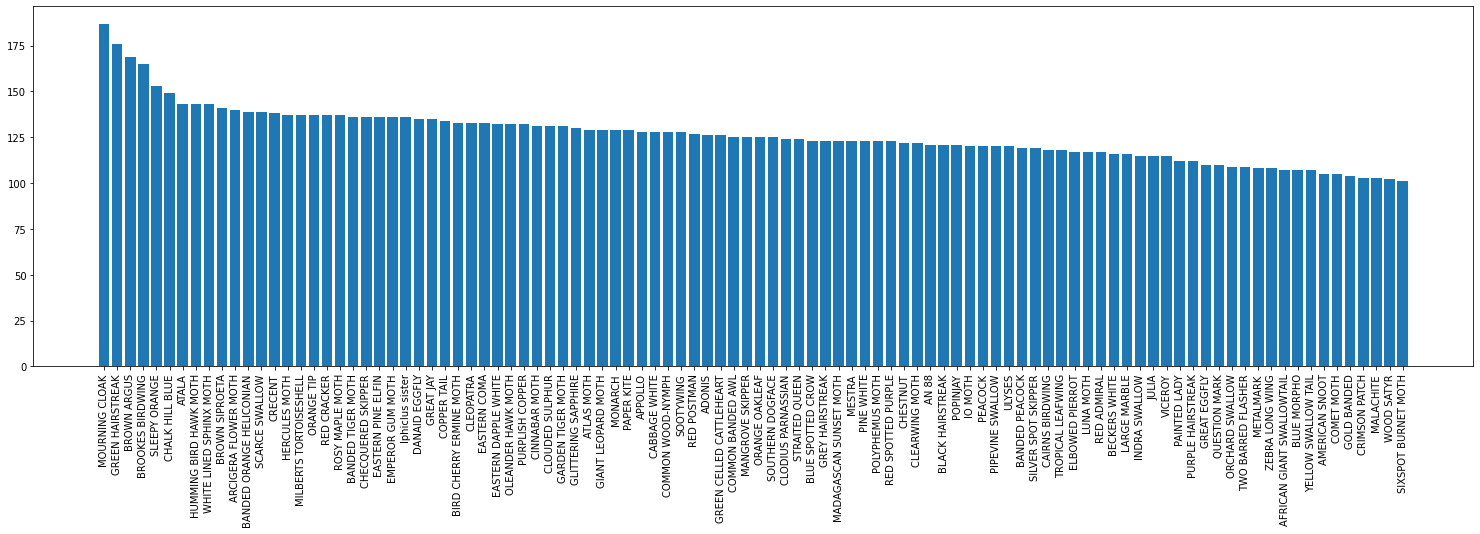 175
150
125
100
75
50
25
0
MOURNING CLOAK
GREEN HAIRSTREAK
BROWN ARGUS
BROOKES BIRDWING
SLEEPY ORANGE
CHALK HILL BLUE
ATALA
HUMMING BIRD HAWK MOTH
WHITE LINED SPHINX MOTH
BROWN SIPROETA
ARCIGERA FLOWER MOTH
BANDED ORANGE HELICONIAN
SCARCE SWALLOW
CRECENT
HERCULES MOTH
MILBERTS TORTOISESHELL
ORANGE TIP
RED CRACKER
ROSY MAPLE MOTH
BANDED TIGER MOTH
CHECQUERED SKIPPER
EASTERN PINE ELFIN
EMPEROR GUM MOTH
Iphiclus sister
DANAID EGGFLY
GREAT JAY
COPPER TAIL
BIRD CHERRY ERMINE MOTH
CLEOPATRA
EASTERN COMA
EASTERN DAPPLE WHITE
OLEANDER HAWK MOTH
PURPLISH COPPER
CINNABAR MOTH
CLOUDED SULPHUR
GARDEN TIGER MOTH
GLITTERING SAPPHIRE
ATLAS MOTH
GIANT LEOPARD MOTH
MONARCH
PAPER KITE
APPOLLO
CABBAGE WHITE
COMMON WOOD-NYMPH
SOOTYWING
RED POSTMAN
ADONIS
GREEN CELLED CATTLEHEART
COMMON BANDED AWL
MANGROVE SKIPPER
ORANGE OAKLEAF
SOUTHERN DOGFACE
CLODIUS PARNASSIAN
STRAITED QUEEN
BLUE SPOTTED CROW
GREY HAIRSTREAK
MADAGASCAN SUNSET MOTH
MESTRA
PINE WHITE
POLYPHEMUS MOTH
RED SPOTTED PURPLE
CHESTNUT
CLEARWING MOTH
AN 88
BLACK HAIRSTREAK
POPINJAY
IO MOTH
PEACOCK
PIPEVINE SWALLOW
ULYSES
BANDED PEACOCK
SILVER SPOT SKIPPER
CAIRNS BIRDWING
TROPICAL LEAFWING
ELBOWED PIERROT
LUNA MOTH
RED ADMIRAL
BECKERS WHITE
LARGE MARBLE
INDRA SWALLOW
JULIA
VICEROY
PAINTED LADY
PURPLE HAIRSTREAK
GREAT EGGFLY
QUESTION MARK
ORCHARD SWALLOW
TWO BARRED FLASHER
METALMARK
ZEBRA LONG WING
AFRICAN GIANT SWALLOWTAIL
BLUE MORPHO
YELLOW SWALLOW TAIL
AMERICAN SNOOT
COMET MOTH
GOLD BANDED
CRIMSON PATCH
MALACHITE
WOOD SATYR
SIXSPOT BURNET MOTH